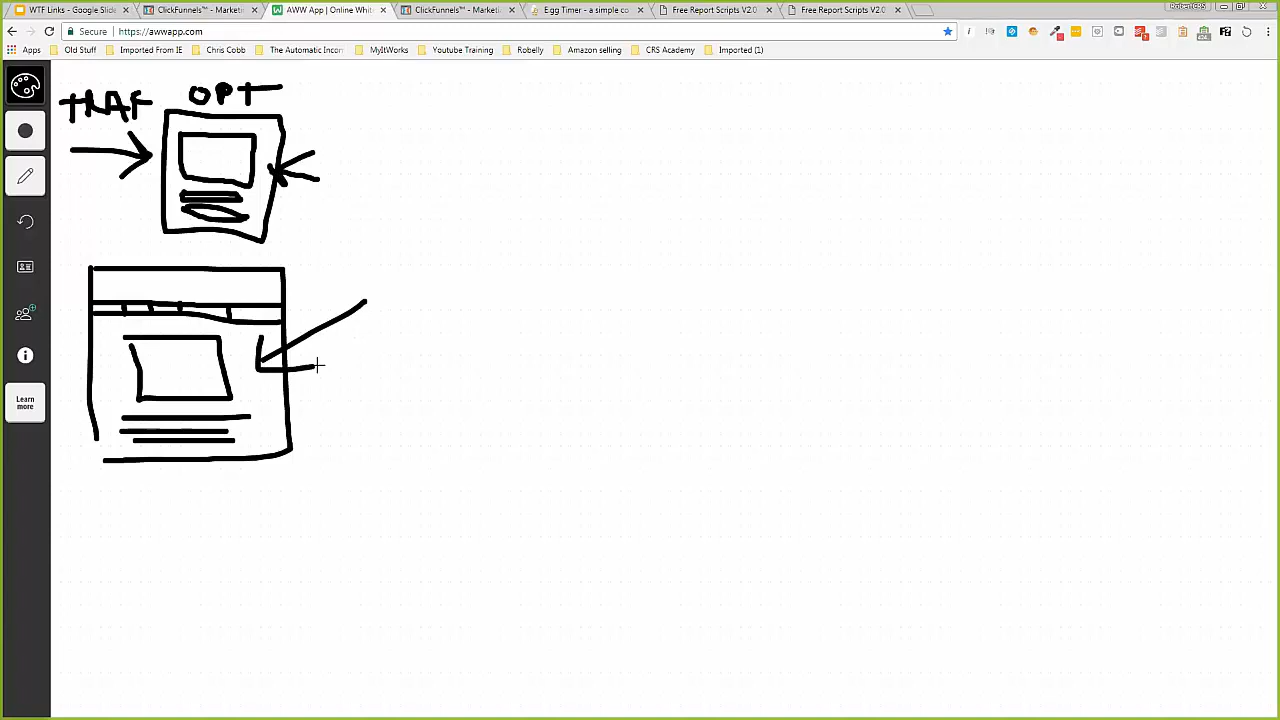 WTF Links - Google Slide
ClickFunnels™ - Marketi
AWW App | Online White
ClickFunnels™ - Marketi
Egg Timer - a simple co
Free Report Scripts V2.0
Free Report Scripts V2.0
Secure
https://awwapp.com
Apps
Old Stuff
Imported From IE
Chris Cobb
The Automatic Incom
MyItWorks
Youtube Training
Robelly
Amazon selling
CRS Academy
Imported (1)
OPT
TRAF
Learn
more